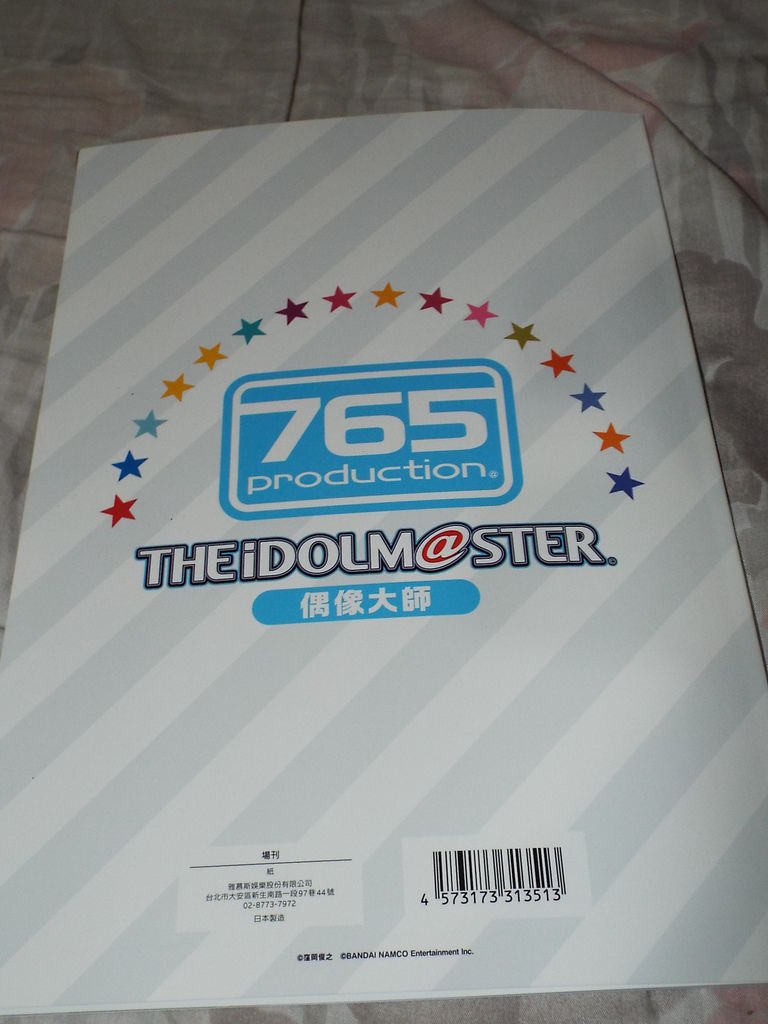 765
production@
THE iDOLM@STER®
偶像大師
場刊
紙
雅慕斯娛樂股份有限公司
台北市大安區新生南路一段97巷44號
02-8773-7972
日本製造
4 573173 313513
©窪岡俊之 ©BANDAI NAMCO Entertainment Inc.